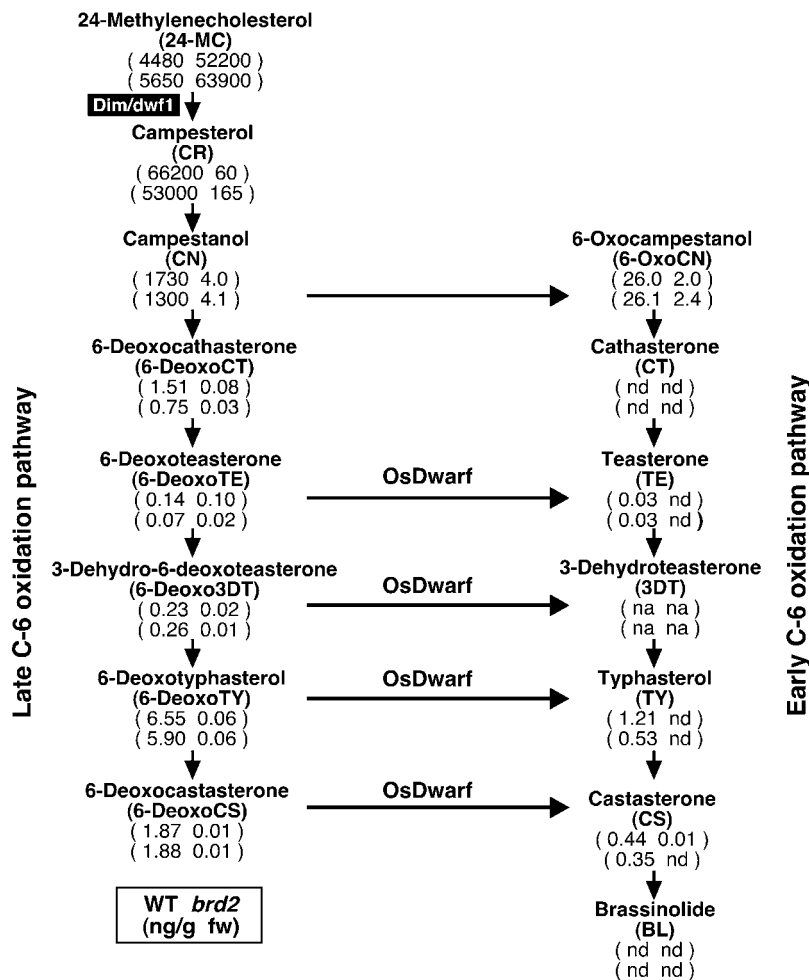 24-Methylenecholesterol
(24-MC)
( 4480 52200 )
( 5650 63900 )
Dim/dwf1
Campesterol
(CR)
( 66200 60 )
( 53000 165 )
Campestanol
(CN)
( 1730 4.0 )
( 1300 4.1 )
6-Deoxocathasterone
(6-DeoxoCT)
( 1.51 0.08 )
( 0.75 0.03 )
6-Deoxoteasterone
(6-DeoxoTE)
( 0.14 0.10 )
( 0.07 0.02 )
3-Dehydro-6-deoxoteasterone
(6-Deoxo3DT)
( 0.23 0.02 )
( 0.26 0.01 )
6-Deoxotyphasterol
(6-DeoxoTY)
( 6.55 0.06 )
( 5.90 0.06 )
6-Deoxocastasterone
(6-DeoxoCS)
( 1.87 0.01 )
( 1.88 0.01 )
WT brd2
(ng/g fw)
Late C-6 oxidation pathway
OsDwarf
OsDwarf
OsDwarf
OsDwarf
6-Oxocampestanol
(6-OxoCN)
( 26.0 2.0 )
( 26.1 2.4 )
Cathasterone
(CT)
( nd nd )
( nd nd )
Teasterone
(TE)
( 0.03 nd )
( 0.03 nd )
3-Dehydroteasterone
(3DT)
( na na )
( na na )
Typhasterol
(TY)
( 1.21 nd )
( 0.53 nd )
Castasterone
(CS)
( 0.44 0.01 )
( 0.35 nd )
Brassinolide
(BL)
( nd nd )
( nd nd )
Early C-6 oxidation pathway